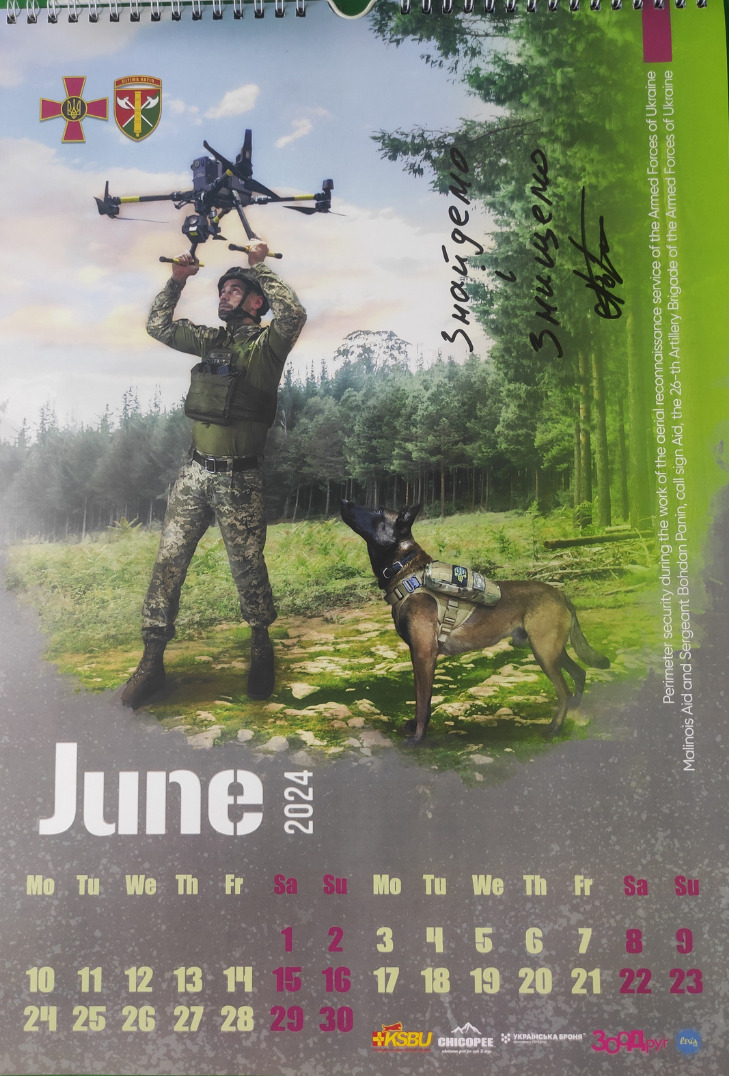 Знайдемо
і
Знищемо
Perimeter security during the work of the aerial reconnaissance service of the Armed Forces of Ukraine
Malinois Aid and Sergeant Bohdan Panin, call sign Aid, the 26-th Artillery Brigade of the Armed Forces of Ukraine
June 2024
Mo Tu We Th Fr Sa Su Mo Tu We Th Fr Sa Su
1 2 3 4 5 6 7 8 9
10 11 12 13 14 15 16 17 18 19 20 21 22 23
24 25 26 27 28 29 30
KSBU CHICOPEE УКРАЇНСЬКА БРОНЯ ЗООДруг